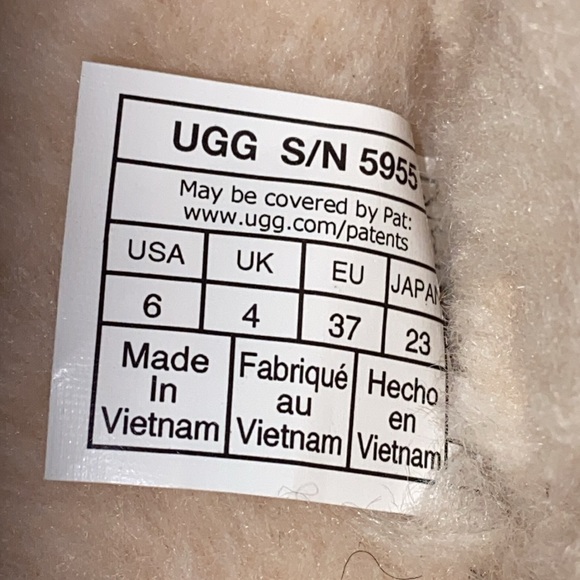 UGG S/N 5955
May be covered by Pat:
www.ugg.com/patents
USA UK EU JAPAN
6 4 37 23
Made Fabriqué Hecho
In au en
Vietnam Vietnam Vietnam